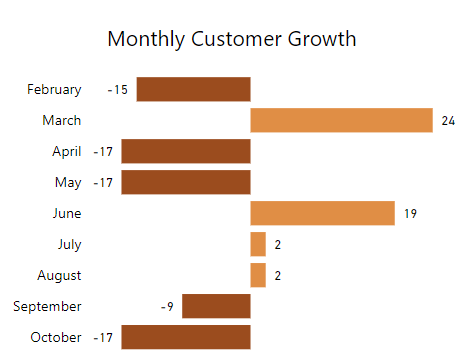 Monthly Customer Growth
February -15
March 24
April -17
May -17
June 19
July 2
August 2
September -9
October -17